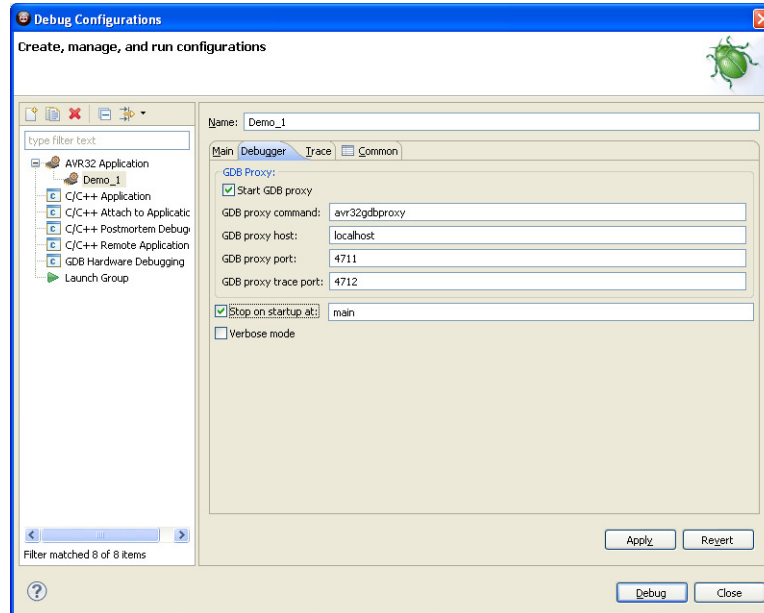 Debug Configurations
Create, manage, and run configurations
type filter text
AVR32 Application
Demo_1
C/C++ Application
C/C++ Attach to Applicatic
C/C++ Postmortem Debug
C/C++ Remote Application
GDB Hardware Debugging
Launch Group
Filter matched 8 of 8 items
Name: Demo_1
Main Debugger Trace Common
GDB Proxy:
Start GDB proxy
GDB proxy command: avr32gdbproxy
GDB proxy host: localhost
GDB proxy port: 4711
GDB proxy trace port: 4712
Stop on startup at: main
Verbose mode
Apply Revert
? Debug Close